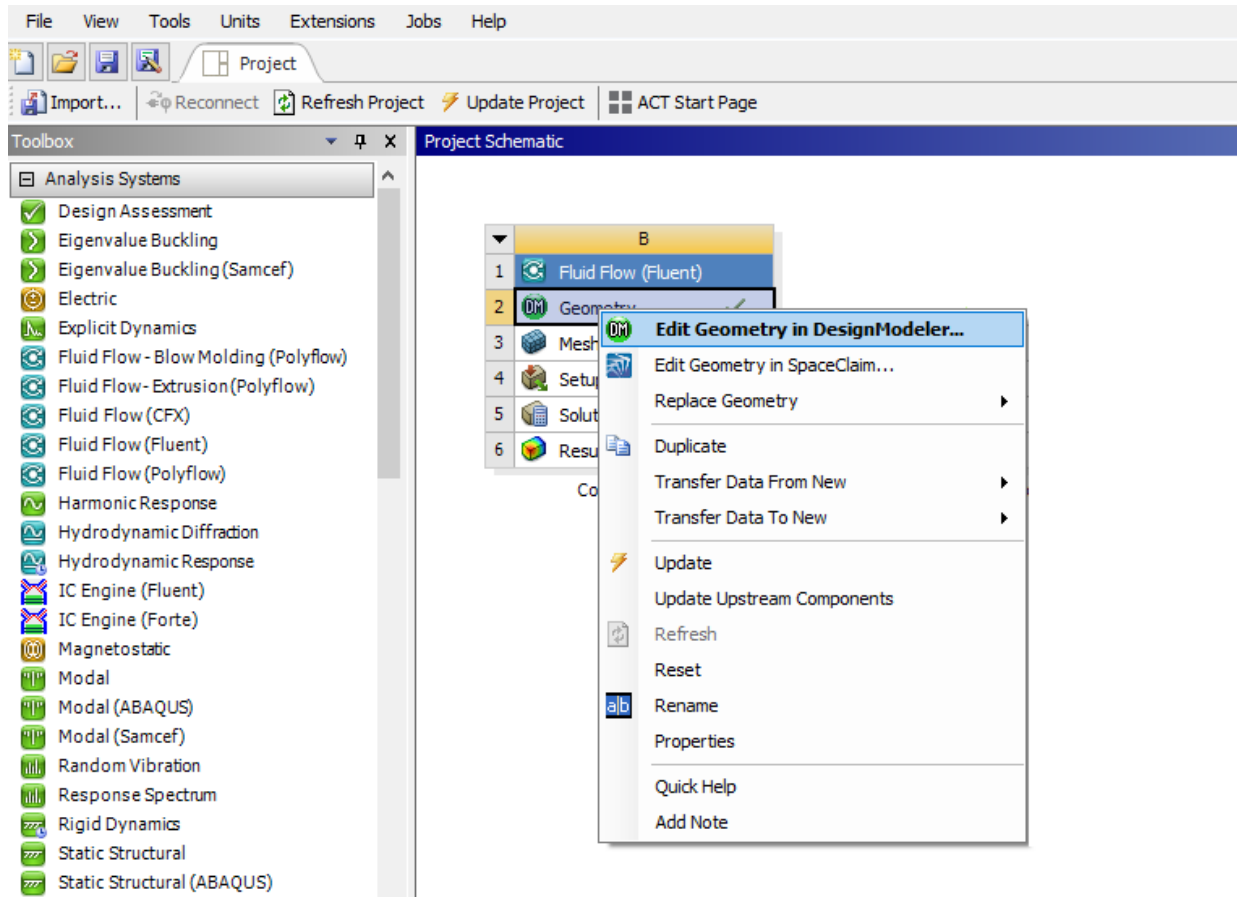 File View Tools Units Extensions Jobs Help
Project
Import... Reconnect Refresh Project Update Project ACT Start Page
Toolbox
Project Schematic
Analysis Systems
Design Assessment
Eigenvalue Buckling
Eigenvalue Buckling (Samcef)
Electric
Explicit Dynamics
Fluid Flow - Blow Molding (Polyflow)
Fluid Flow - Extrusion (Polyflow)
Fluid Flow (CFX)
Fluid Flow (Fluent)
Fluid Flow (Polyflow)
Harmonic Response
Hydrodynamic Diffraction
Hydrodynamic Response
IC Engine (Fluent)
IC Engine (Forte)
Magnetostatic
Modal
Modal (ABAQUS)
Modal (Samcef)
Random Vibration
Response Spectrum
Rigid Dynamics
Static Structural
Static Structural (ABAQUS)
B
1 Fluid Flow (Fluent)
2 DM Geometry
3 Mesh
4 Setu
5 Solut
6 Resu
Co
DM Edit Geometry in DesignModeler...
Edit Geometry in SpaceClaim...
Replace Geometry
Duplicate
Transfer Data From New
Transfer Data To New
Update
Update Upstream Components
Refresh
Reset
a|b Rename
Properties
Quick Help
Add Note